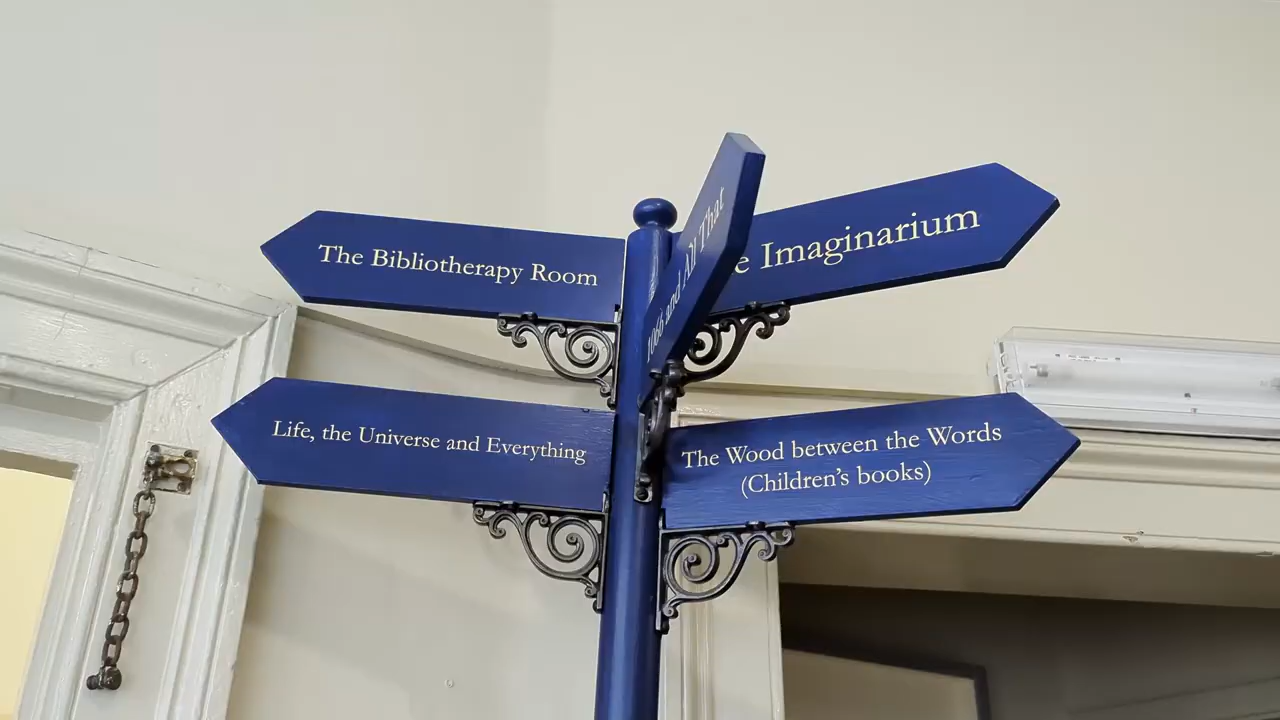 The Bibliotherapy Room
1066 and All That
e Imaginarium
Life, the Universe and Everything
The Wood between the Words
(Children's books)